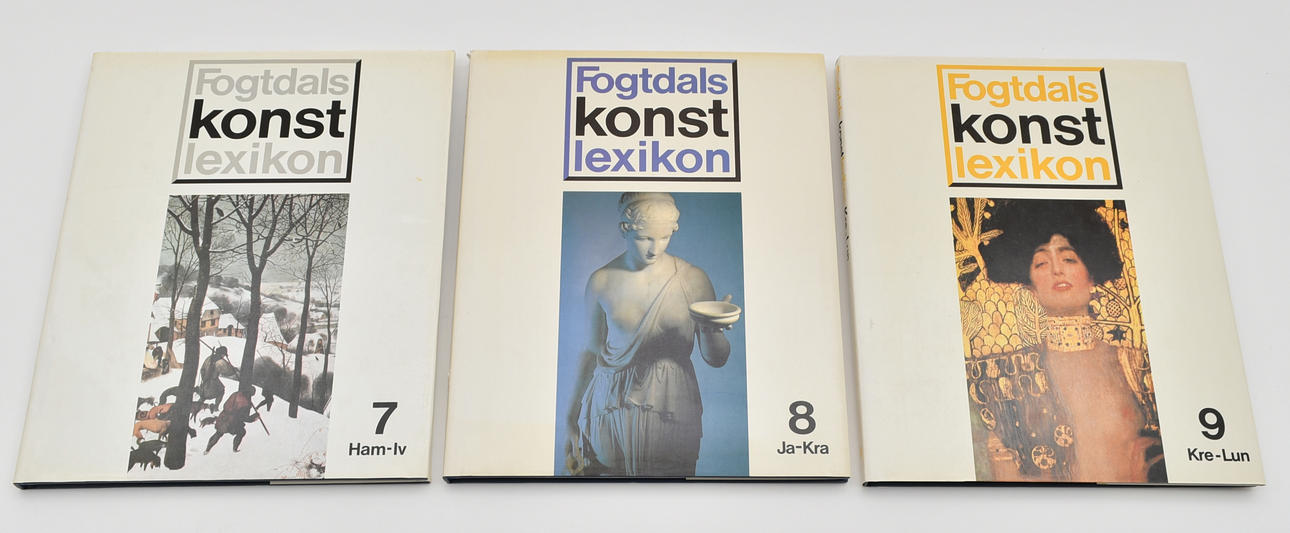 Fogtdals
konst
lexikon
7
Ham-Iv
Fogtdals
konst
lexikon
8
Ja-Kra
Fogtdals
konst
lexikon
9
Kre-Lun